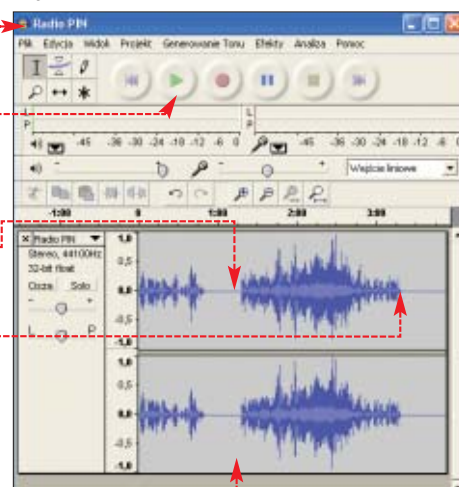 Radio PIN
Plik Edycja Widok Projekt Generowanie Tonu Efekty Analiza Pomoc
L
P
-45 -36 -30 -24 -18 -12 -6 0
L
P
-45 -36 -30 -24 -18 -12 -6 0
- + - + Wejście liniowe
-1:00 0 1:00 2:00 3:00
Radio PIN
Stereo, 44100Hz
32-bit float
Cisza Solo
- +
L P
1,0
0,5
0,0
-0,5
-1,0
1,0
0,5
0,0
-0,5
-1,0